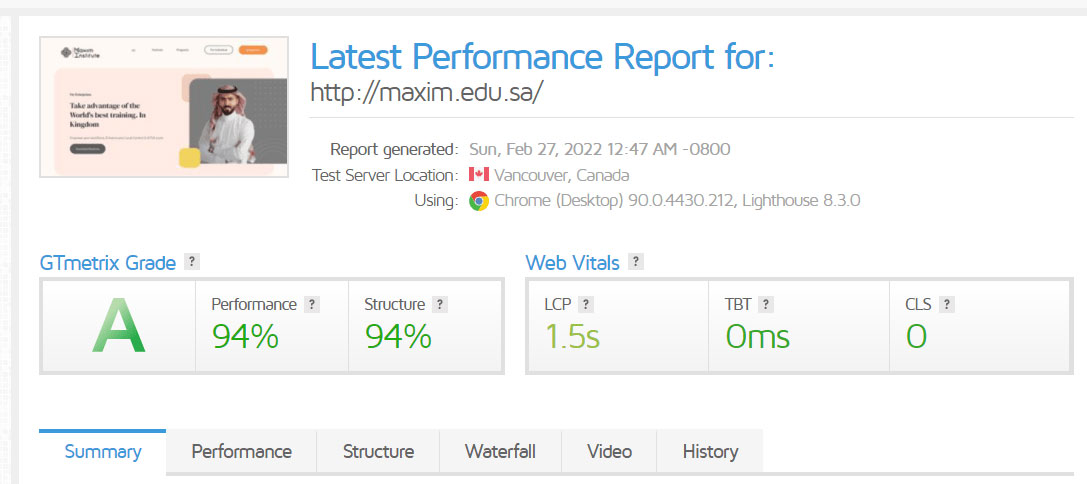 Maxim
Institute
For Enterprises
Take advantage of the
World's best training, In
Kingdom
Latest Performance Report for:
http://maxim.edu.sa/
Report generated: Sun, Feb 27, 2022 12:47 AM -0800
Test Server Location: Vancouver, Canada
Using: Chrome (Desktop) 90.0.4430.212, Lighthouse 8.3.0
GTmetrix Grade ?
Web Vitals ?
A
Performance ?
Structure ?
LCP ?
TBT ?
CLS ?
94%
94%
1.5s
0ms
0
Summary
Performance
Structure
Waterfall
Video
History